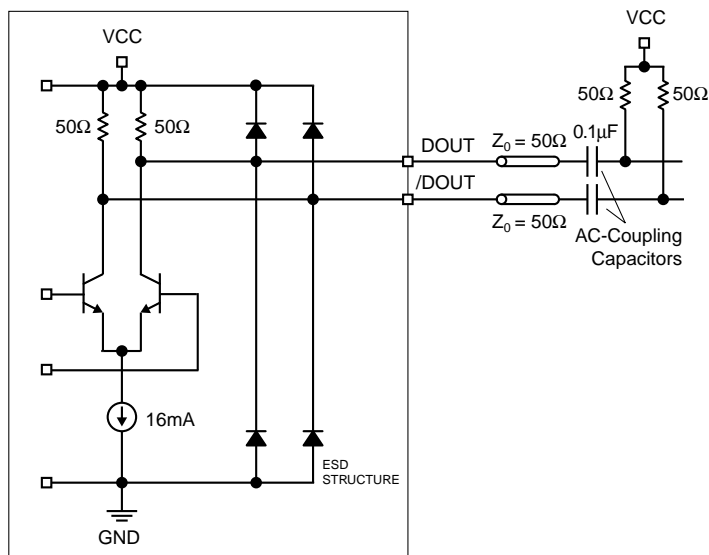 VCC
VCC
50Ω
50Ω
50Ω
50Ω
DOUT
Z0 = 50Ω
0.1µF
/DOUT
Z0 = 50Ω
AC-Coupling
Capacitors
16mA
ESD
STRUCTURE
GND